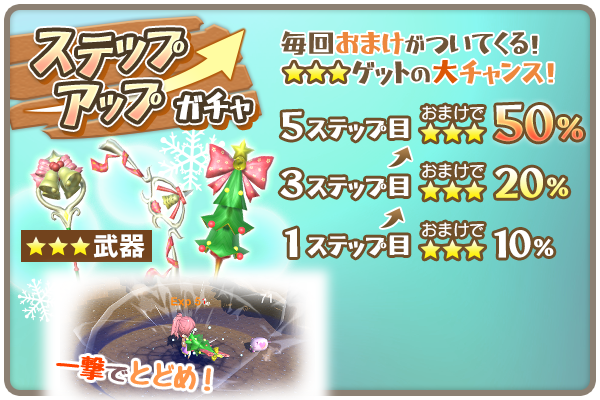 ステップ
アップガチャ
毎回おまけがついてくる!
★★★ゲットの大チャンス!
5ステップ目 おまけで★★★ 50%
3ステップ目 おまけで★★★ 20%
1ステップ目 おまけで★★★ 10%
★★★武器
一撃でとどめ!